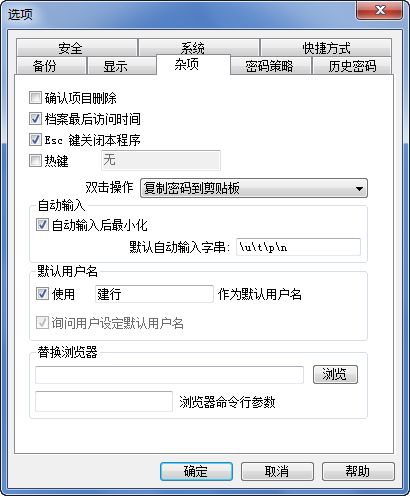 选项
安全 系统 快捷方式
备份 显示 杂项 密码策略 历史密码
确认项目删除
档案最后访问时间
Esc 键关闭本程序
热键 无
双击操作 复制密码到剪贴板
自动输入
自动输入后最小化
默认自动输入字串: \u\t\p\n
默认用户名
使用 建行 作为默认用户名
询问用户设定默认用户名
替换浏览器
浏览
浏览器命令行参数
确定 取消 帮助